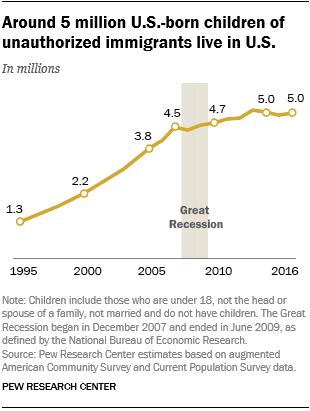 Around 5 million U.S.-born children of
unauthorized immigrants live in U.S.
In millions
1.3
2.2
3.8
4.5
4.7
5.0
5.0
Great
Recession
1995
2000
2005
2010
2016
Note: Children include those who are under 18, not the head or
spouse of a family, not married and do not have children. The Great
Recession began in December 2007 and ended in June 2009, as
defined by the National Bureau of Economic Research.
Source: Pew Research Center estimates based on augmented
American Community Survey and Current Population Survey data.
PEW RESEARCH CENTER